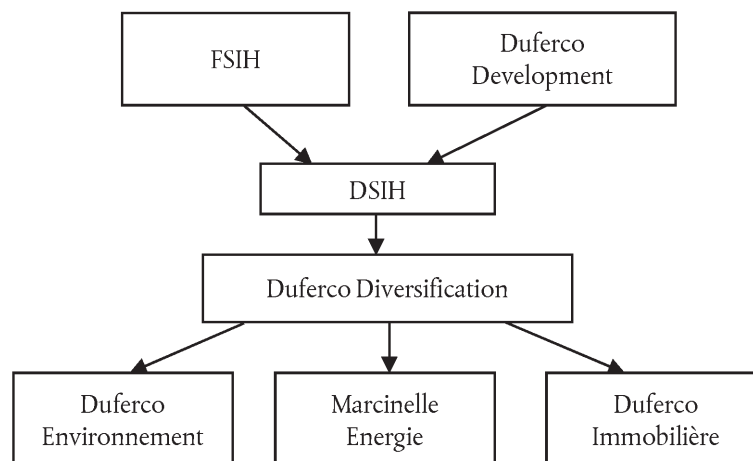 FSIH
Duferco
Development
DSIH
Duferco Diversification
Duferco
Environnement
Marcinelle
Energie
Duferco
Immobilière